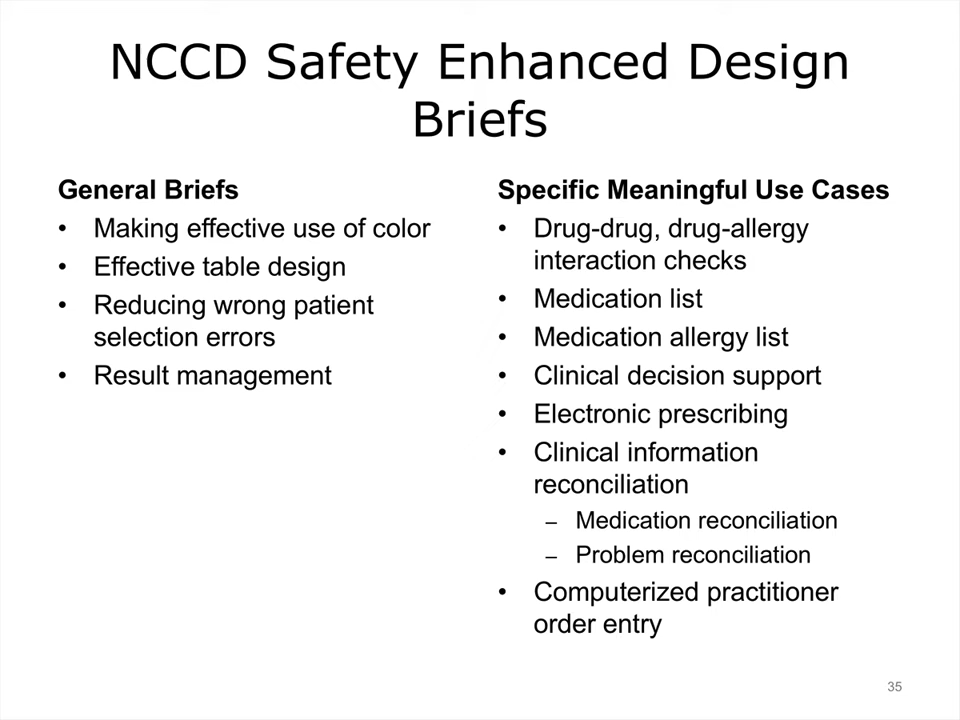 NCCD Safety Enhanced Design
Briefs
General Briefs
• Making effective use of color
• Effective table design
• Reducing wrong patient
selection errors
• Result management
Specific Meaningful Use Cases
• Drug-drug, drug-allergy
interaction checks
• Medication list
• Medication allergy list
• Clinical decision support
• Electronic prescribing
• Clinical information
reconciliation
– Medication reconciliation
– Problem reconciliation
• Computerized practitioner
order entry
35